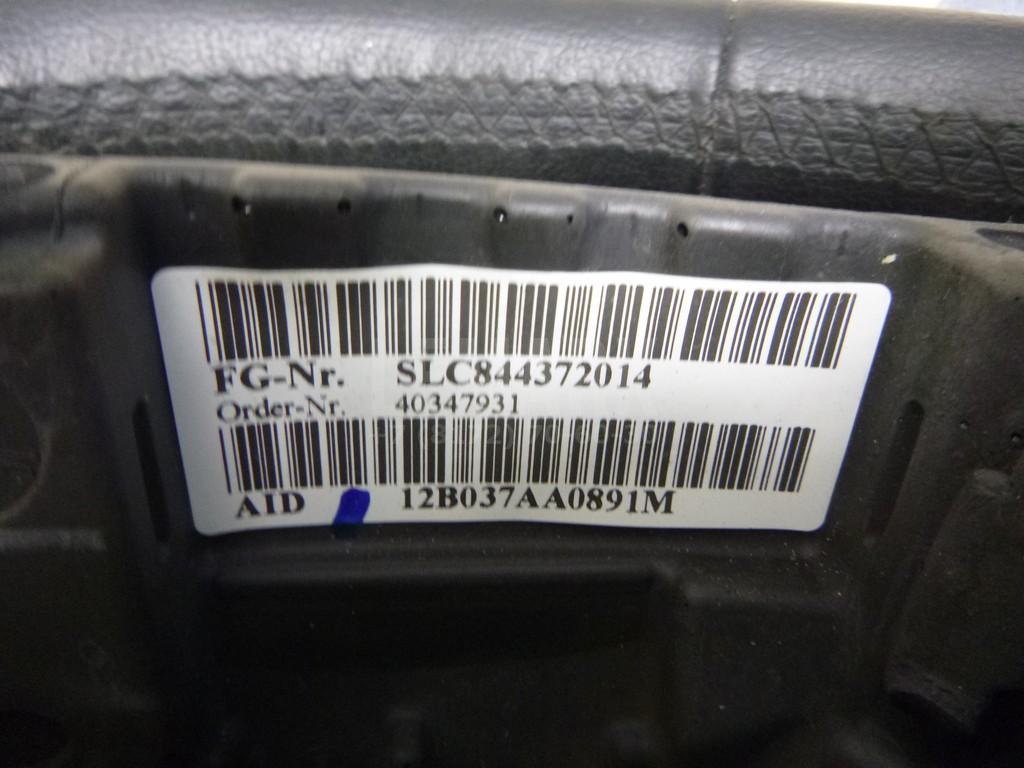 FG-Nr. SLC844372014
Order-Nr. 40347931
AID 12B037AA0891M